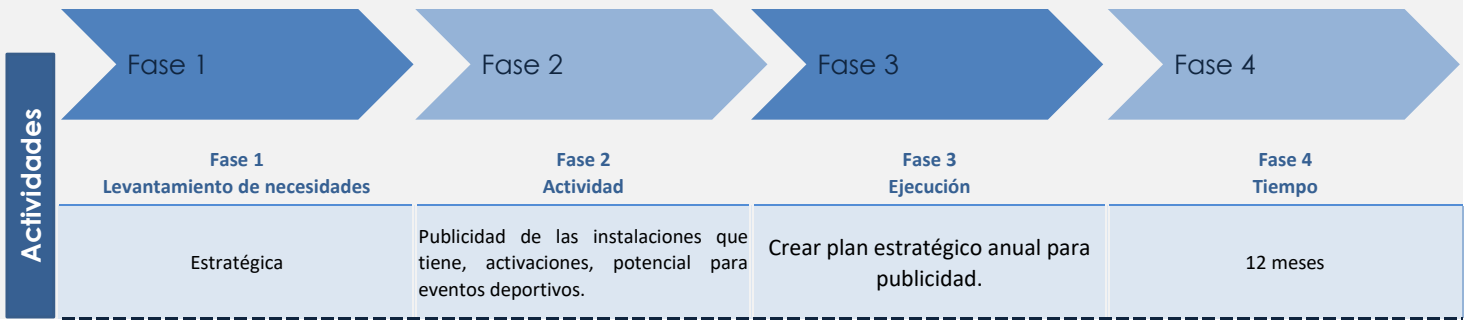 Actividades
Fase 1
Fase 2
Fase 3
Fase 4
Fase 1
Levantamiento de necesidades
Fase 2
Actividad
Fase 3
Ejecución
Fase 4
Tiempo
Estratégica
Publicidad de las instalaciones que
tiene, activaciones, potencial para
eventos deportivos.
Crear plan estratégico anual para
publicidad.
12 meses